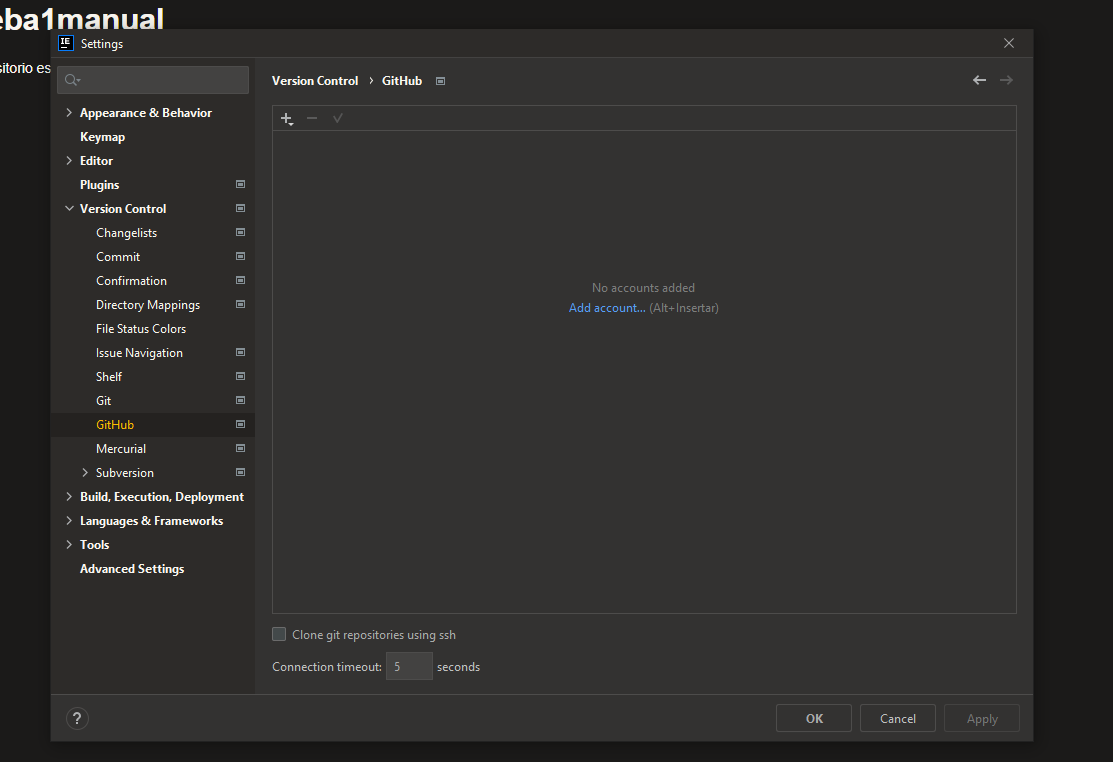 eba1manual
sitorio es
IE Settings
Version Control › GitHub
Appearance & Behavior
Keymap
Editor
Plugins
Version Control
Changelists
Commit
Confirmation
Directory Mappings
File Status Colors
Issue Navigation
Shelf
Git
GitHub
Mercurial
Subversion
Build, Execution, Deployment
Languages & Frameworks
Tools
Advanced Settings
No accounts added
Add account... (Alt+Insertar)
Clone git repositories using ssh
Connection timeout: 5 seconds
? OK Cancel Apply